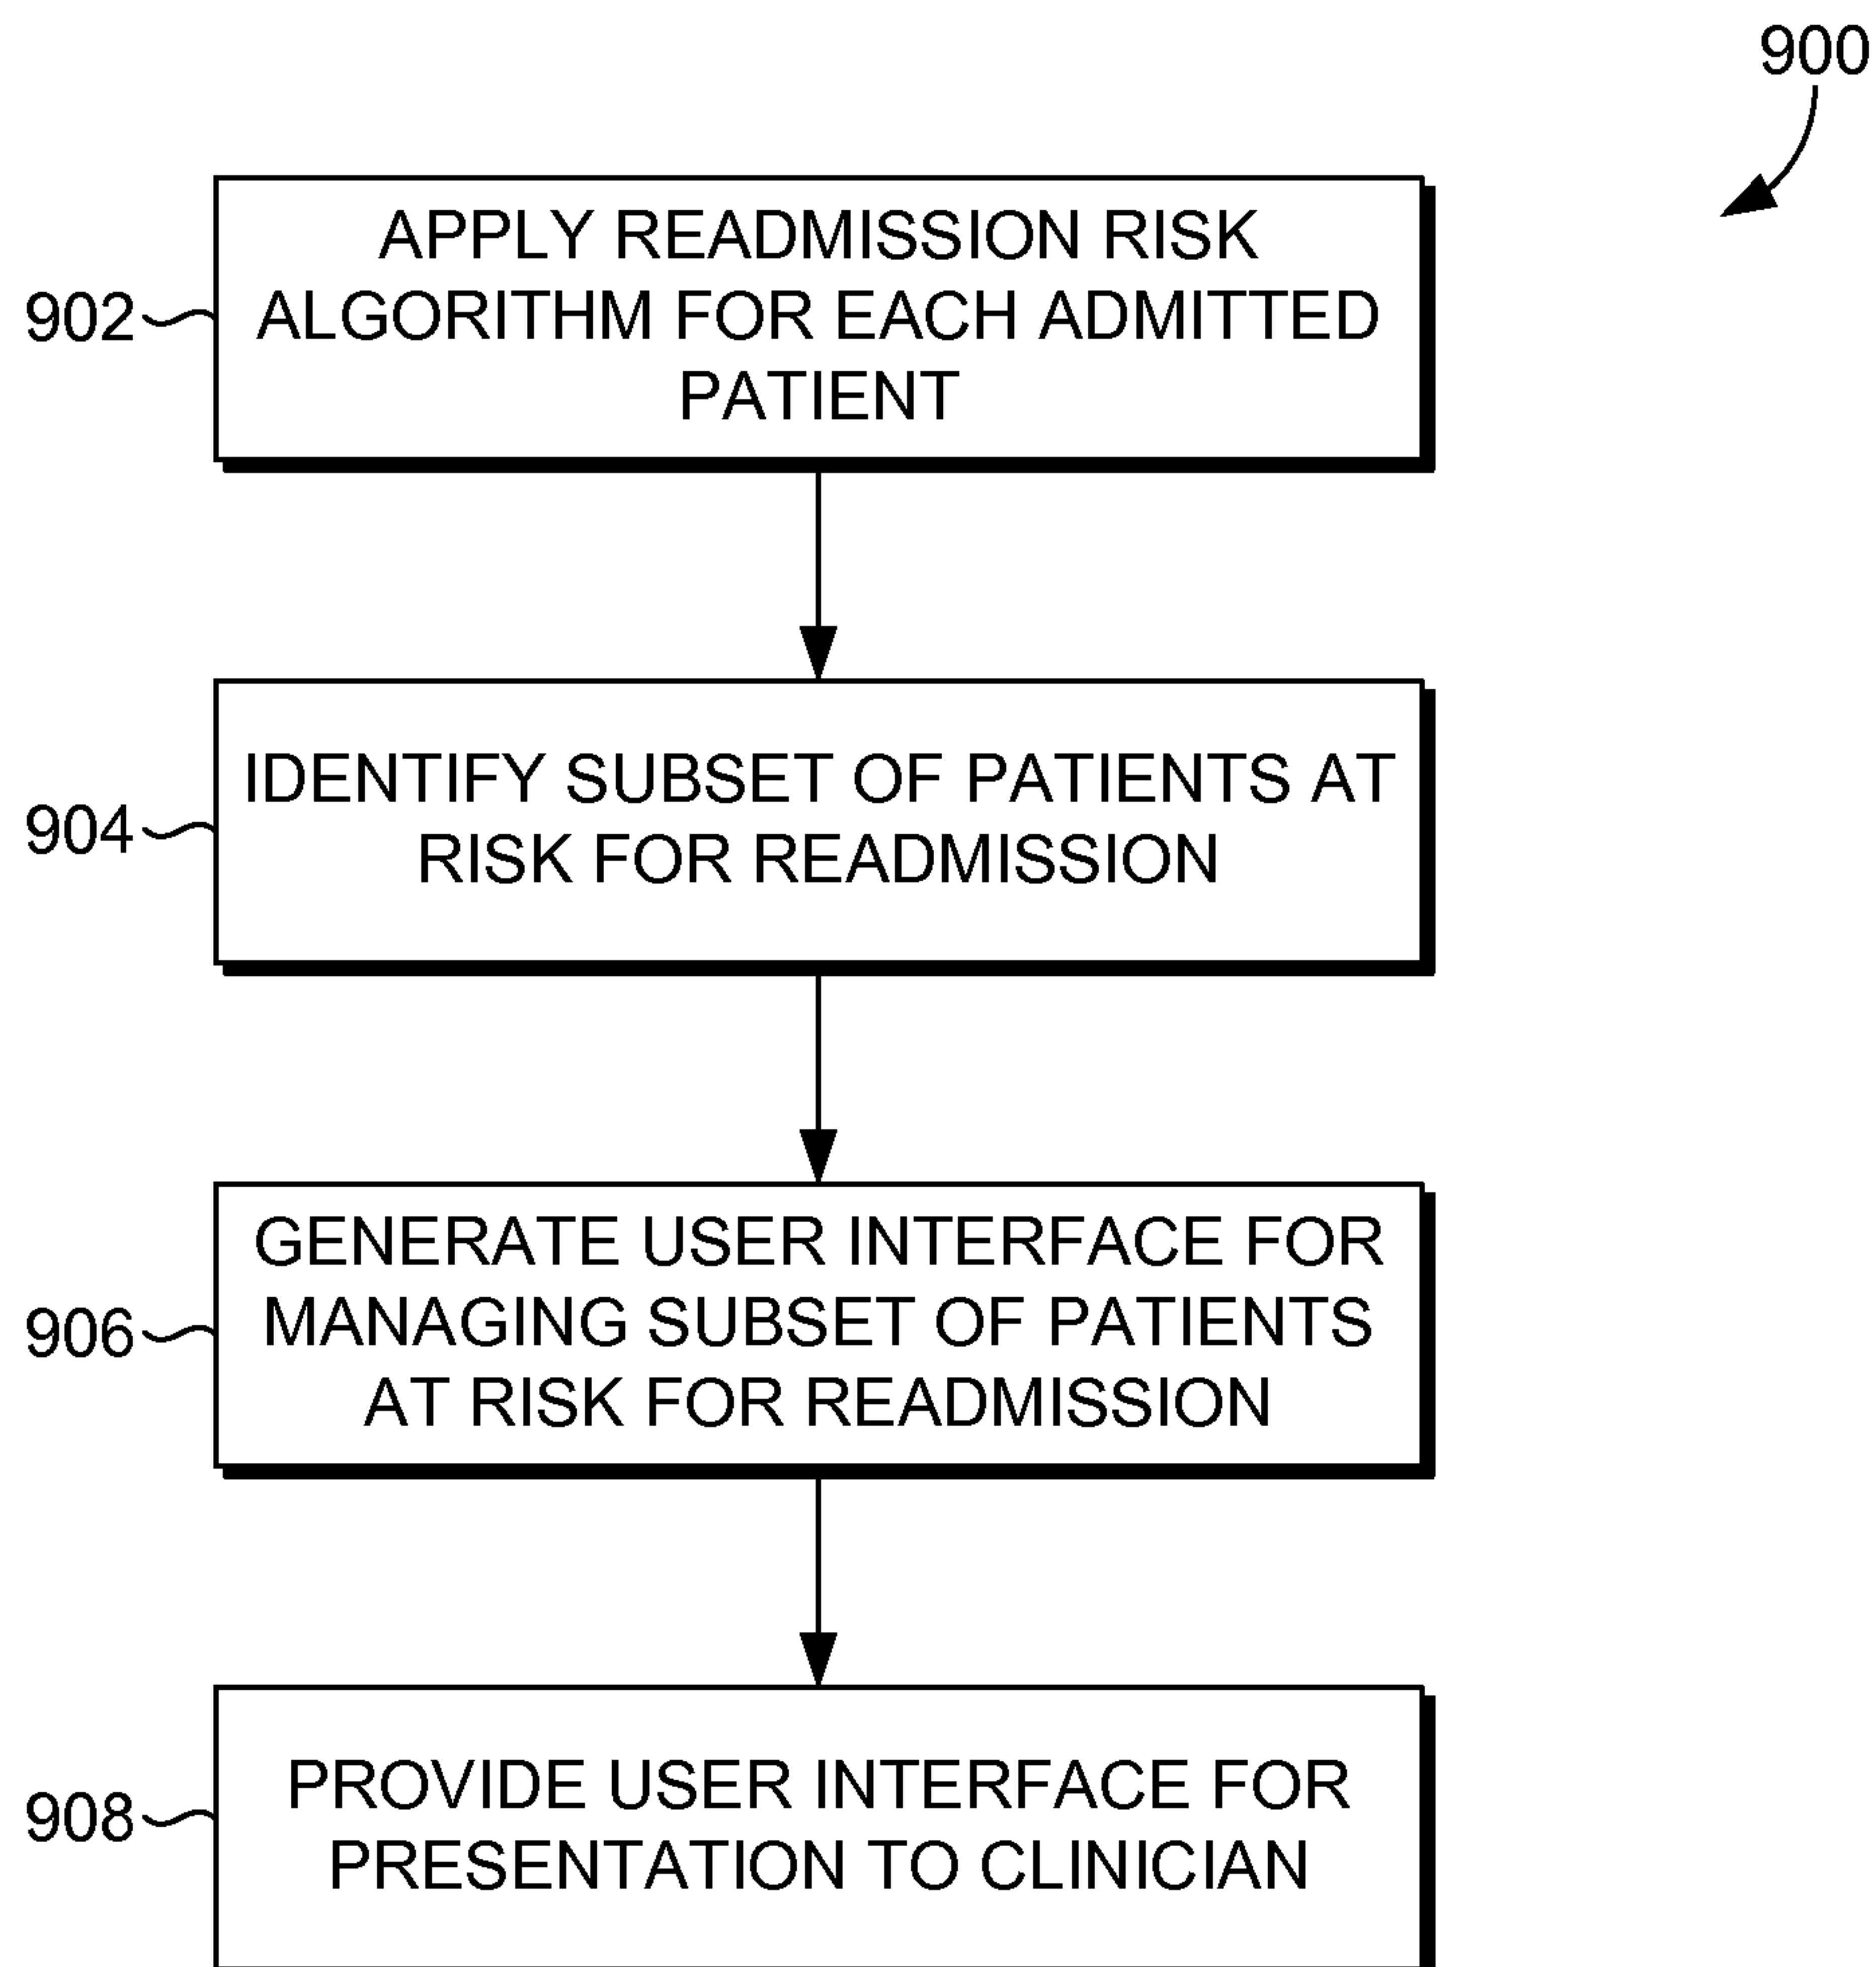 900
APPLY READMISSION RISK
902
ALGORITHM FOR EACH ADMITTED
PATIENT
IDENTIFY SUBSET OF PATIENTS AT
904
RISK FOR READMISSION
GENERATE USER INTERFACE FOR
906
MANAGING SUBSET OF PATIENTS
AT RISK FOR READMISSION
PROVIDE USER INTERFACE FOR
908
PRESENTATION TO CLINICIAN